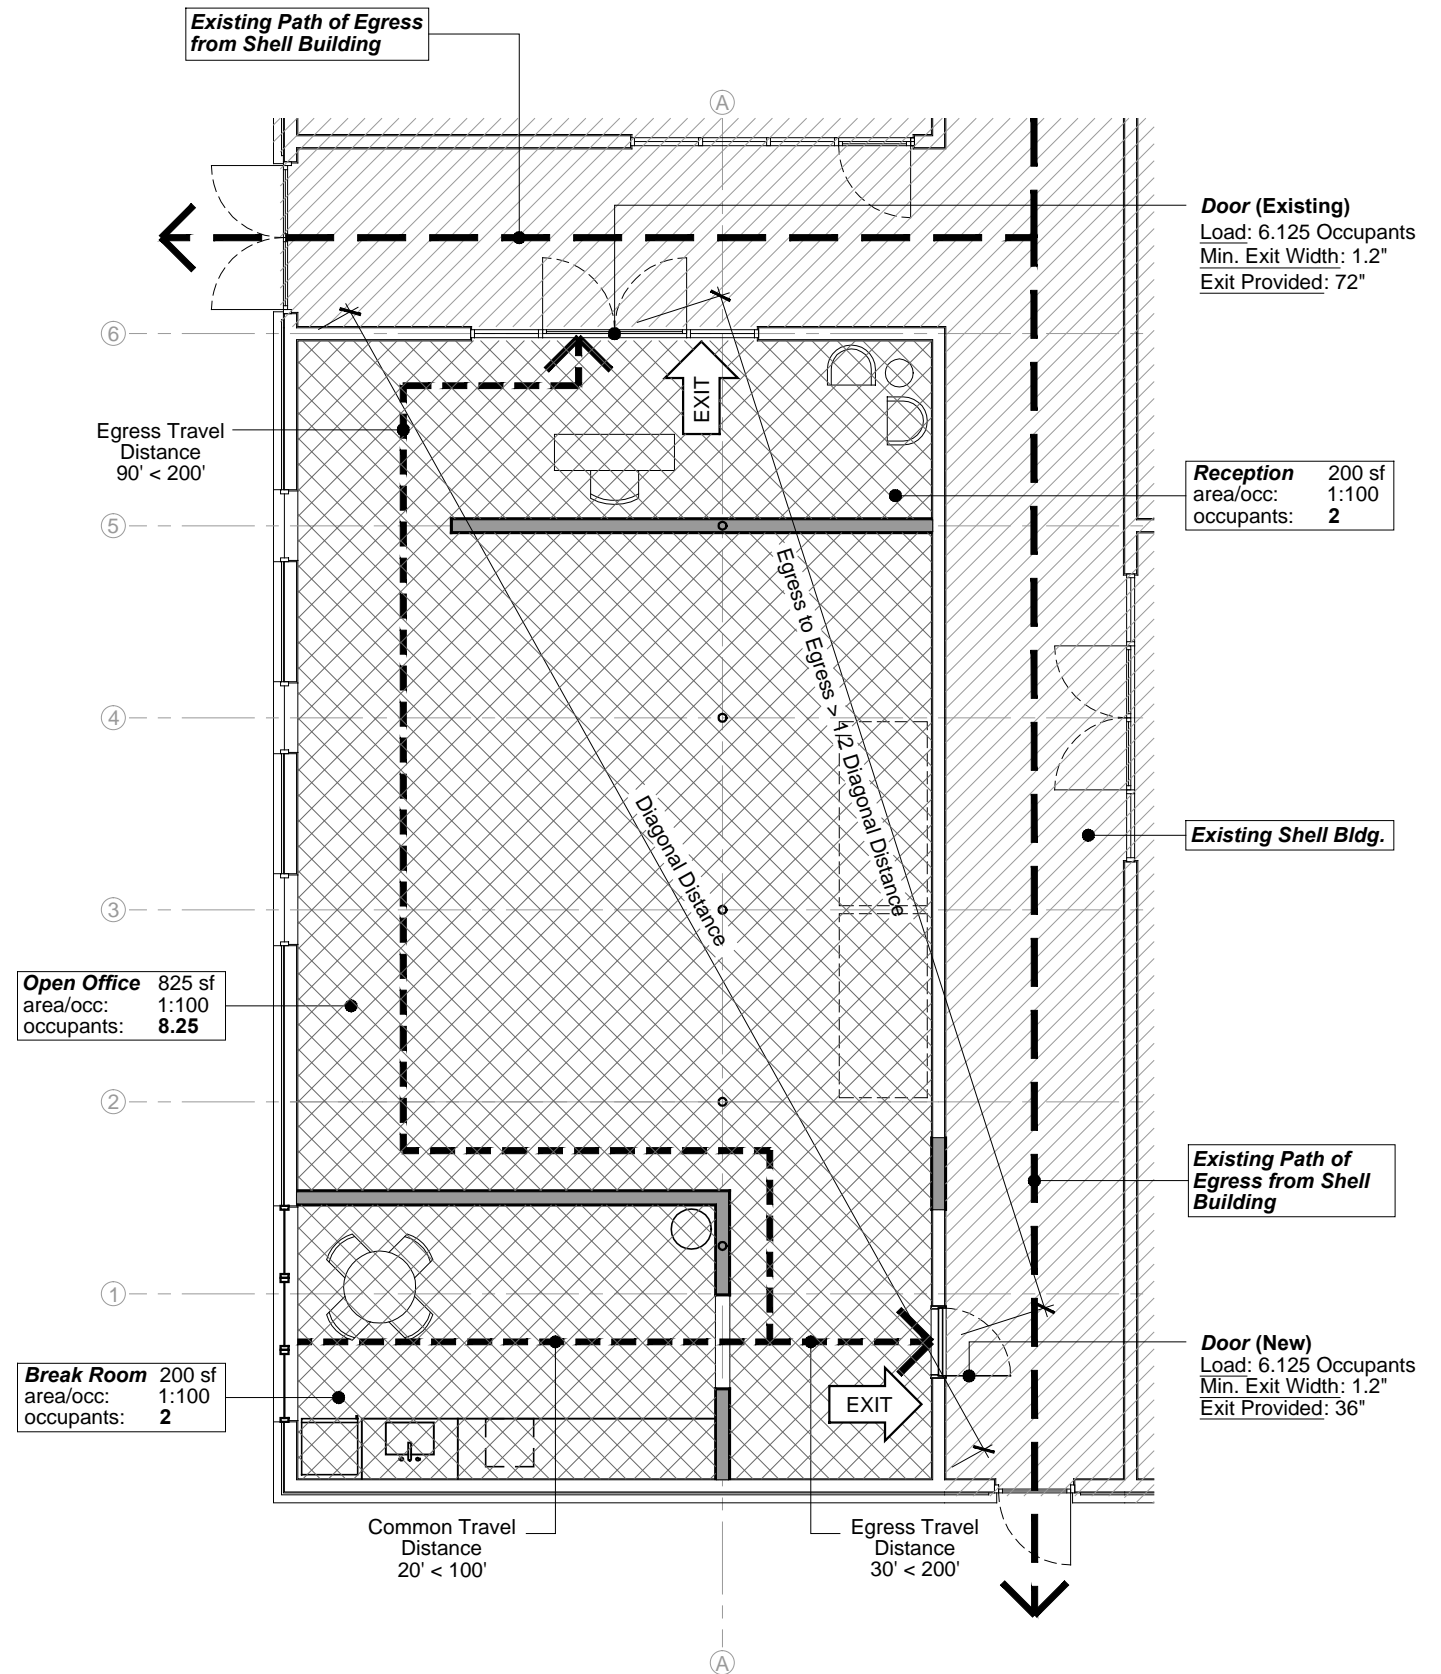 Existing Path of Egress
from Shell Building
A
Door (Existing)
Load: 6.125 Occupants
Min. Exit Width: 1.2"
Exit Provided: 72"
6
EXIT
Egress Travel
Distance
90' < 200'
Reception 200 sf
area/occ: 1:100
occupants: 2
5
Egress to Egress > 1/2 Diagonal Distance
4
Diagonal Distance
Existing Shell Bldg.
3
Open Office 825 sf
area/occ: 1:100
occupants: 8.25
2
Existing Path of
Egress from Shell
Building
1
Door (New)
Load: 6.125 Occupants
Min. Exit Width: 1.2"
Exit Provided: 36"
Break Room 200 sf
area/occ: 1:100
occupants: 2
EXIT
Common Travel
Distance
20' < 100'
Egress Travel
Distance
30' < 200'
A